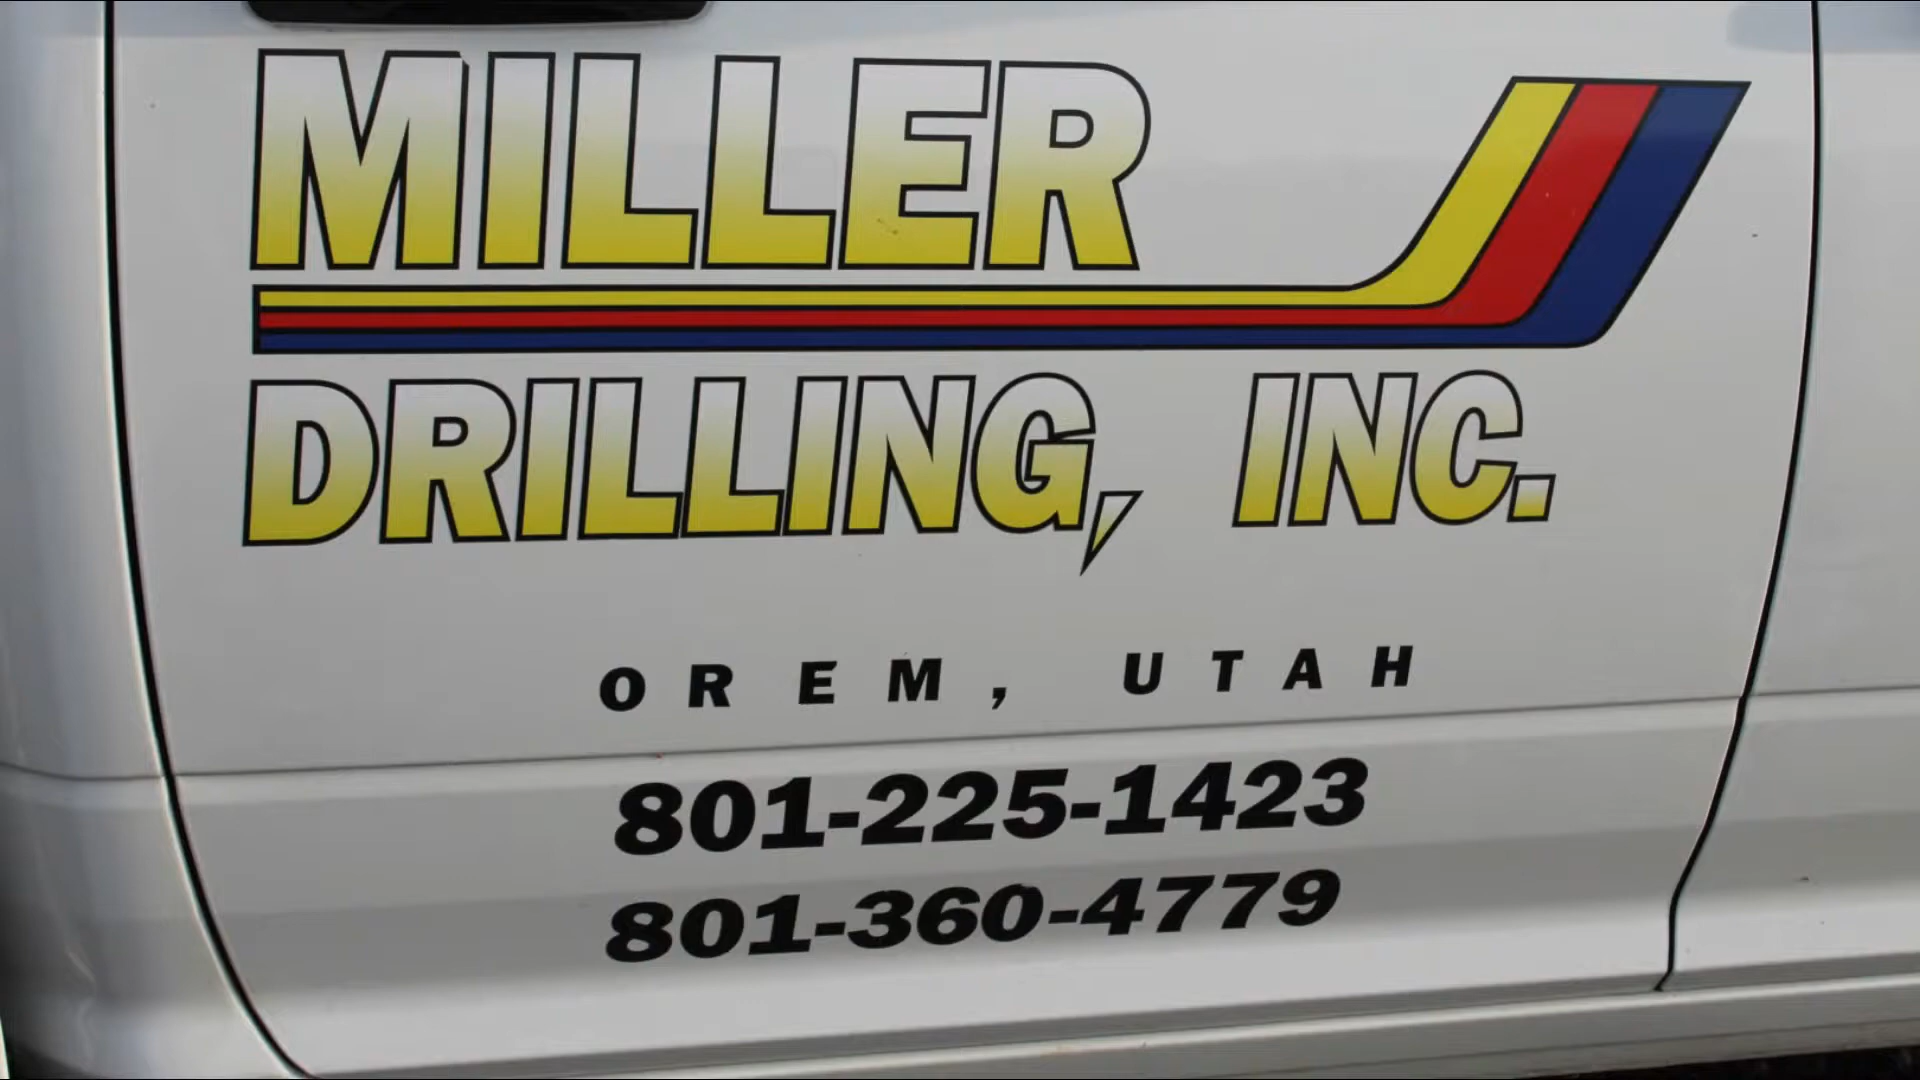 MILLER
DRILLING, INC.
OREM, UTAH
801-225-1423
801-360-4779